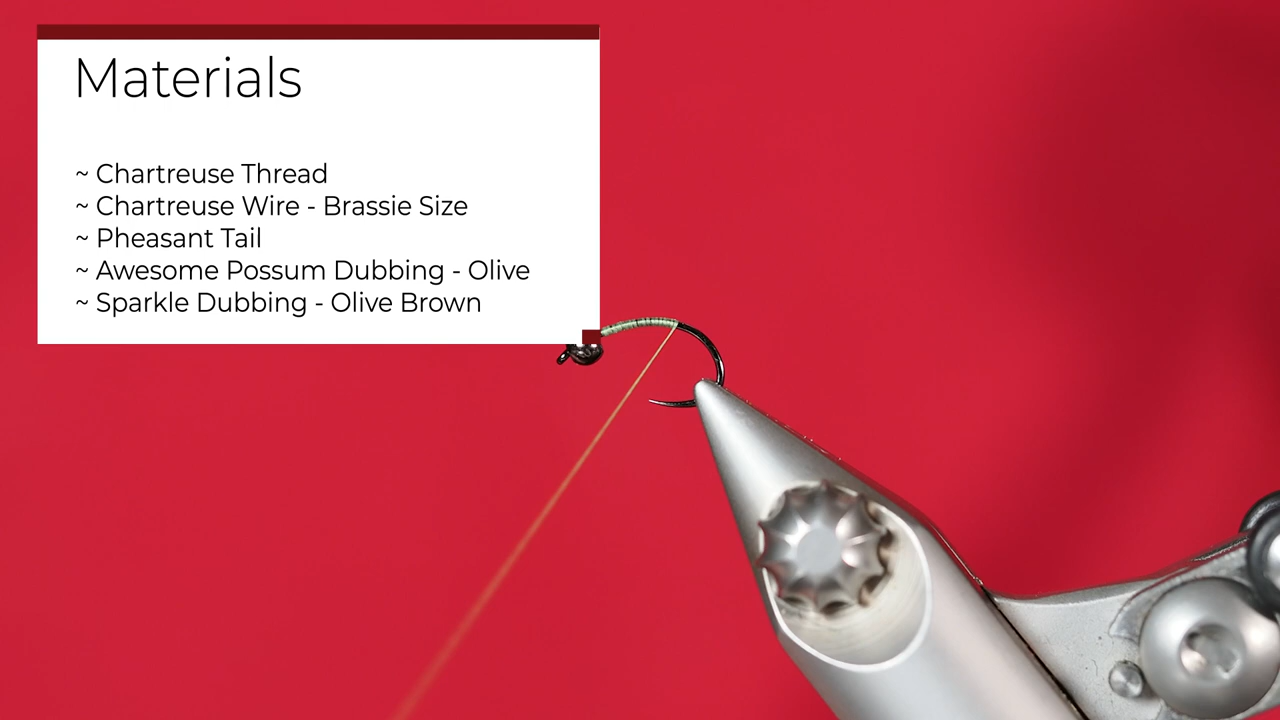 Materials
~ Chartreuse Thread
~ Chartreuse Wire - Brassie Size
~ Pheasant Tail
~ Awesome Possum Dubbing - Olive
~ Sparkle Dubbing - Olive Brown